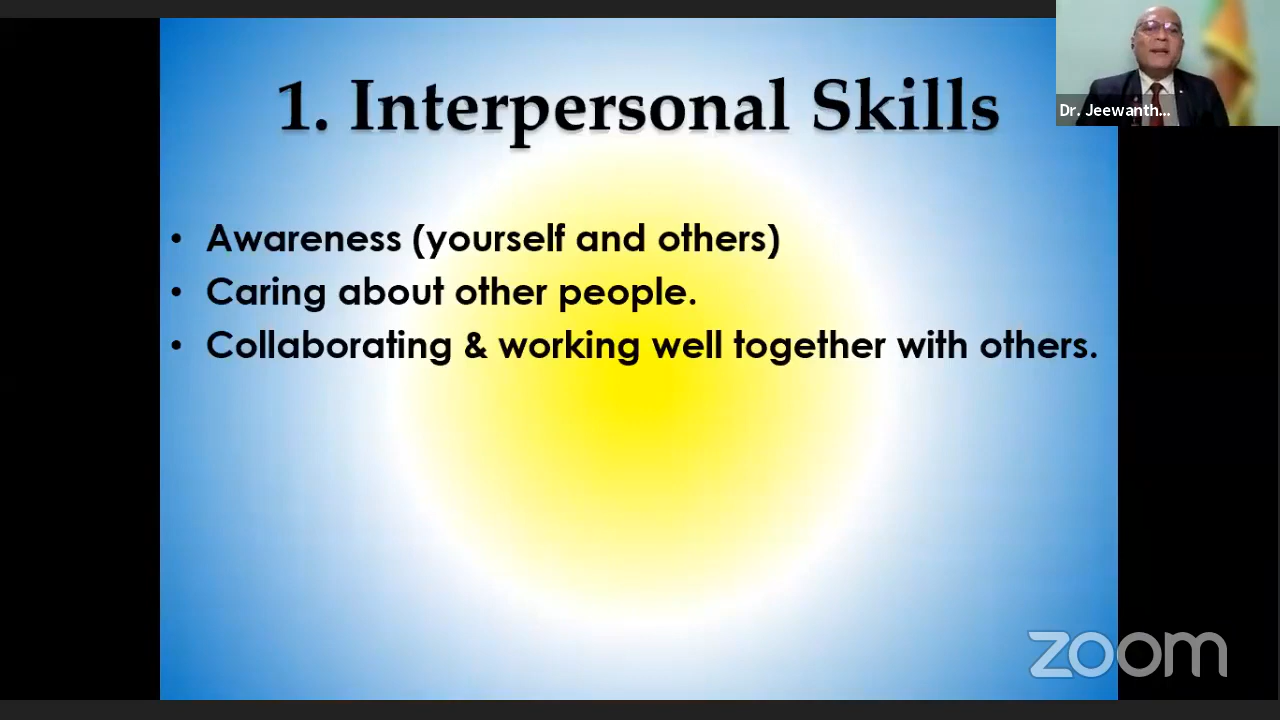 1. Interpersonal Skills
Dr. Jeewanth...
• Awareness (yourself and others)
• Caring about other people.
• Collaborating & working well together with others.
zoom